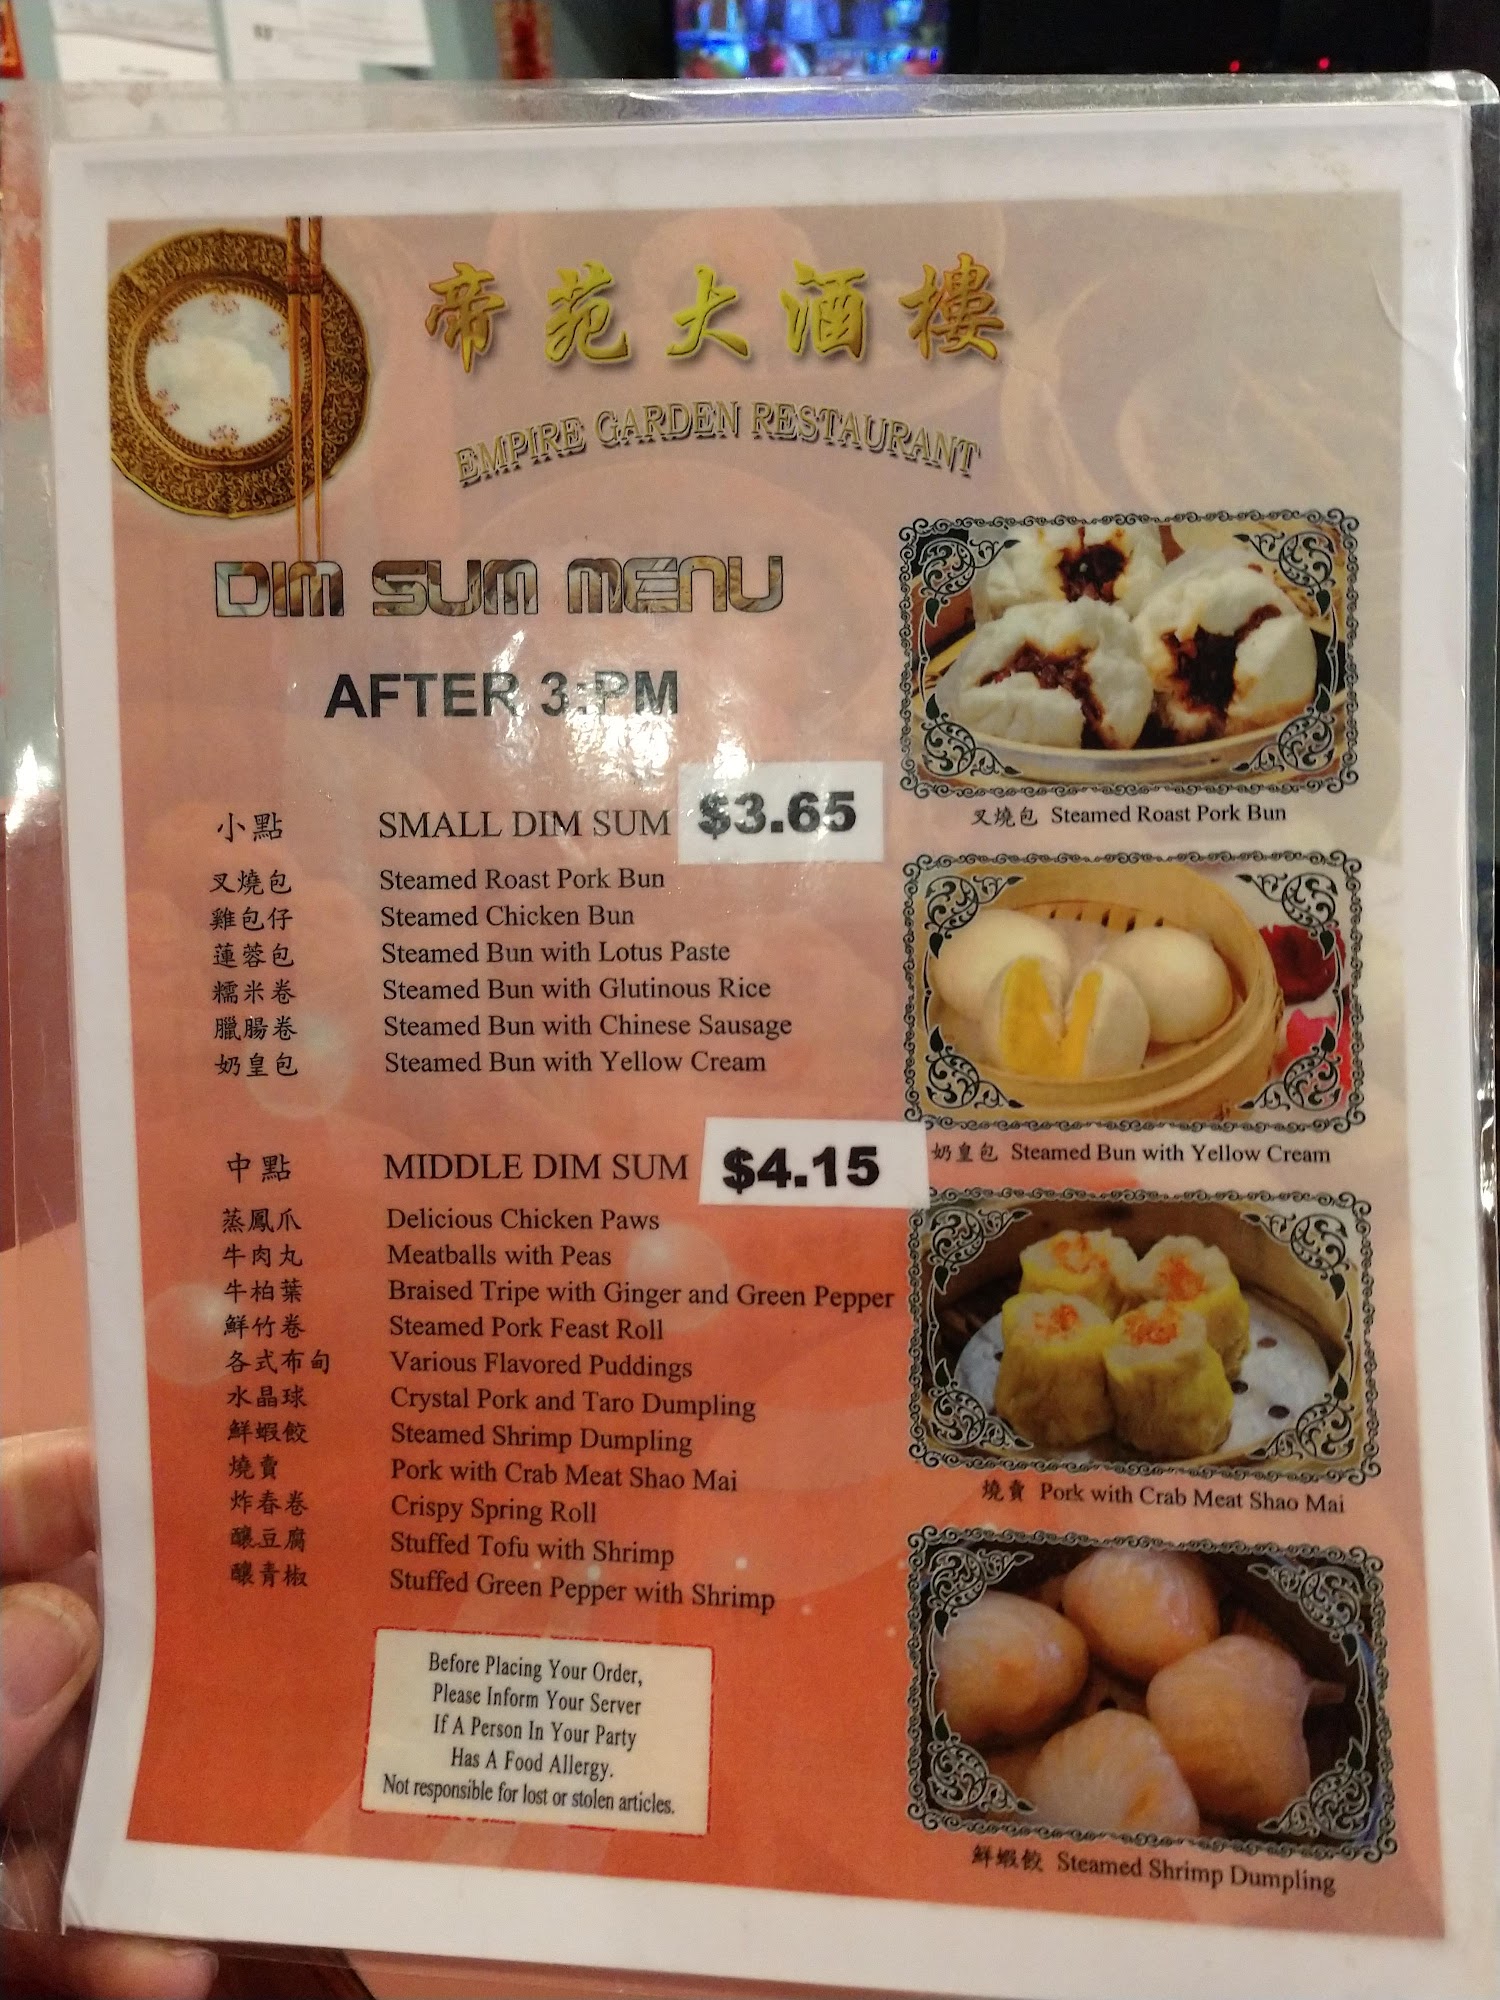 帝苑大酒樓
EMPIRE GARDEN RESTAURANT
DIM SUM MENU
AFTER 3:PM
小點 SMALL DIM SUM $3.65
叉燒包 Steamed Roast Pork Bun
雞包仔 Steamed Chicken Bun
蓮蓉包 Steamed Bun with Lotus Paste
糯米卷 Steamed Bun with Glutinous Rice
臘腸卷 Steamed Bun with Chinese Sausage
奶皇包 Steamed Bun with Yellow Cream
中點 MIDDLE DIM SUM $4.15
蒸鳳爪 Delicious Chicken Paws
牛肉丸 Meatballs with Peas
牛柏葉 Braised Tripe with Ginger and Green Pepper
鮮竹卷 Steamed Pork Feast Roll
各式布甸 Various Flavored Puddings
水晶球 Crystal Pork and Taro Dumpling
鮮蝦餃 Steamed Shrimp Dumpling
燒賣 Pork with Crab Meat Shao Mai
炸春卷 Crispy Spring Roll
釀豆腐 Stuffed Tofu with Shrimp
釀青椒 Stuffed Green Pepper with Shrimp
Before Placing Your Order,
Please Inform Your Server
If A Person In Your Party
Has A Food Allergy.
Not responsible for lost or stolen articles.
叉燒包 Steamed Roast Pork Bun
奶皇包 Steamed Bun with Yellow Cream
燒賣 Pork with Crab Meat Shao Mai
鮮蝦餃 Steamed Shrimp Dumpling